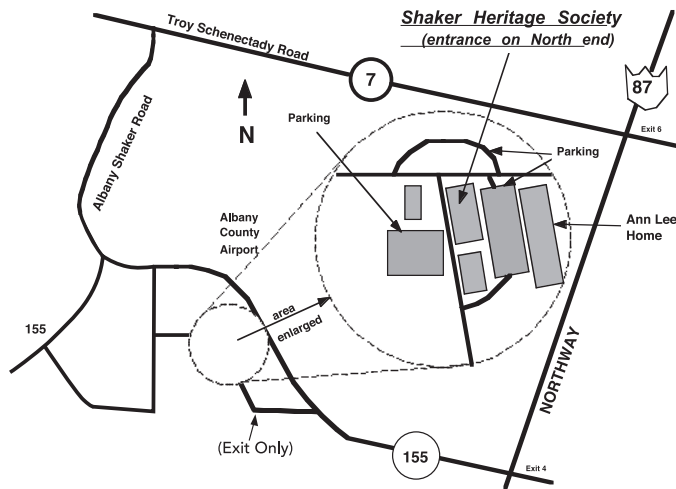 Shaker Heritage Society
(entrance on North end)
Troy Schenectady Road
7
87
Exit 6
N
Parking
Parking
Albany Shaker Road
Albany
County
Airport
Ann Lee
Home
area
enlarged
155
NORTHWAY
(Exit Only)
155
Exit 4